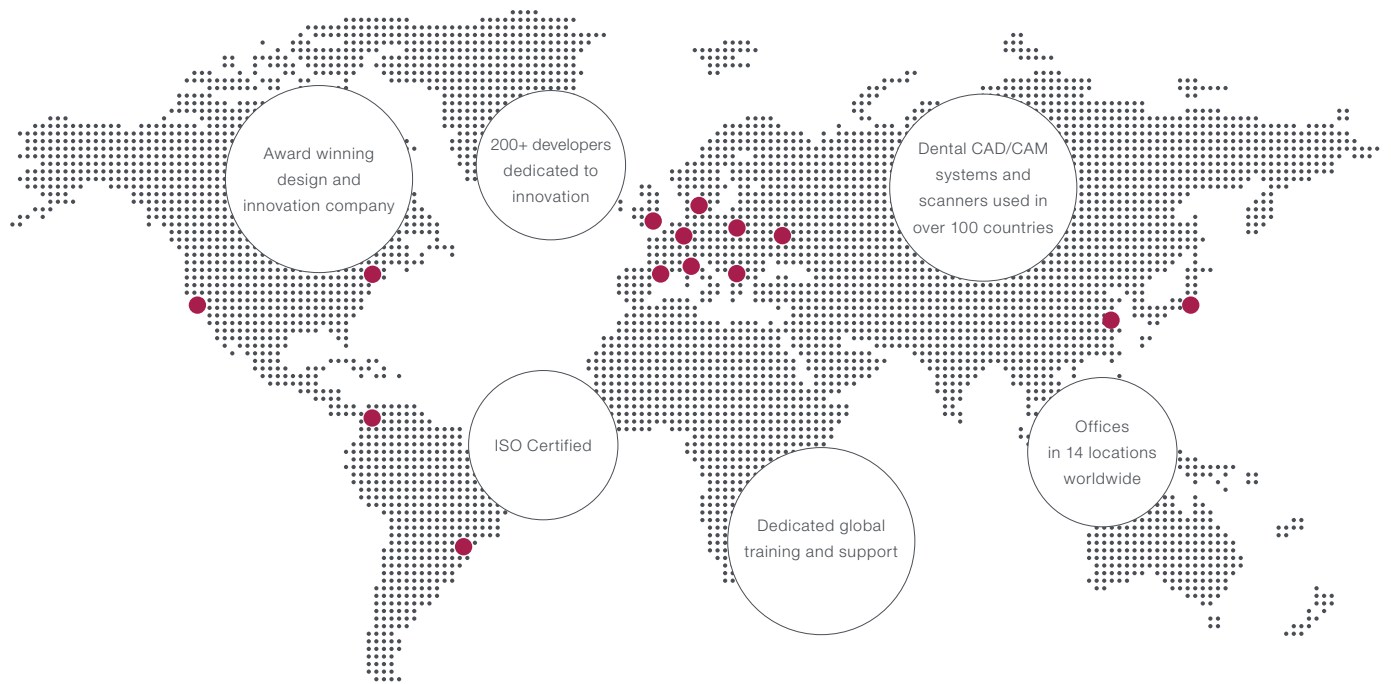 Award winning
design and
innovation company
200+ developers
dedicated to
innovation
Dental CAD/CAM
systems and
scanners used in
over 100 countries
ISO Certified
Offices
in 14 locations
worldwide
Dedicated global
training and support